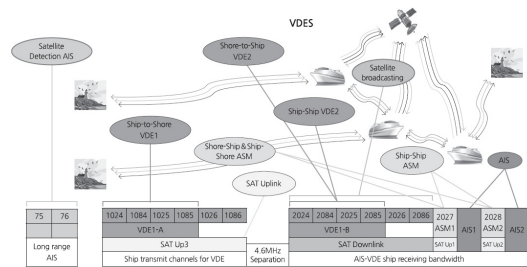 VDES
Satellite
Detection AIS
Shore-to-Ship
VDE2
Satellite
broadcasting
Ship-to-Shore
VDE1
Ship-Ship VDE2
Shore-Ship & Ship-
Shore ASM
Ship-Ship
ASM
AIS
SAT Uplink
75 76
Long range
AIS
1024 1084 1025 1085 1026 1086
VDE1-A
SAT Up3
Ship transmit channels for VDE
4.6MHz
Separation
2024 2084 2025 2085 2026 2086
VDE1-B
SAT Downlink
2027
ASM1
SAT Up1
AIS1
2028
ASM2
SAT Up2
AIS2
AIS-VDE ship receiving bandwidth